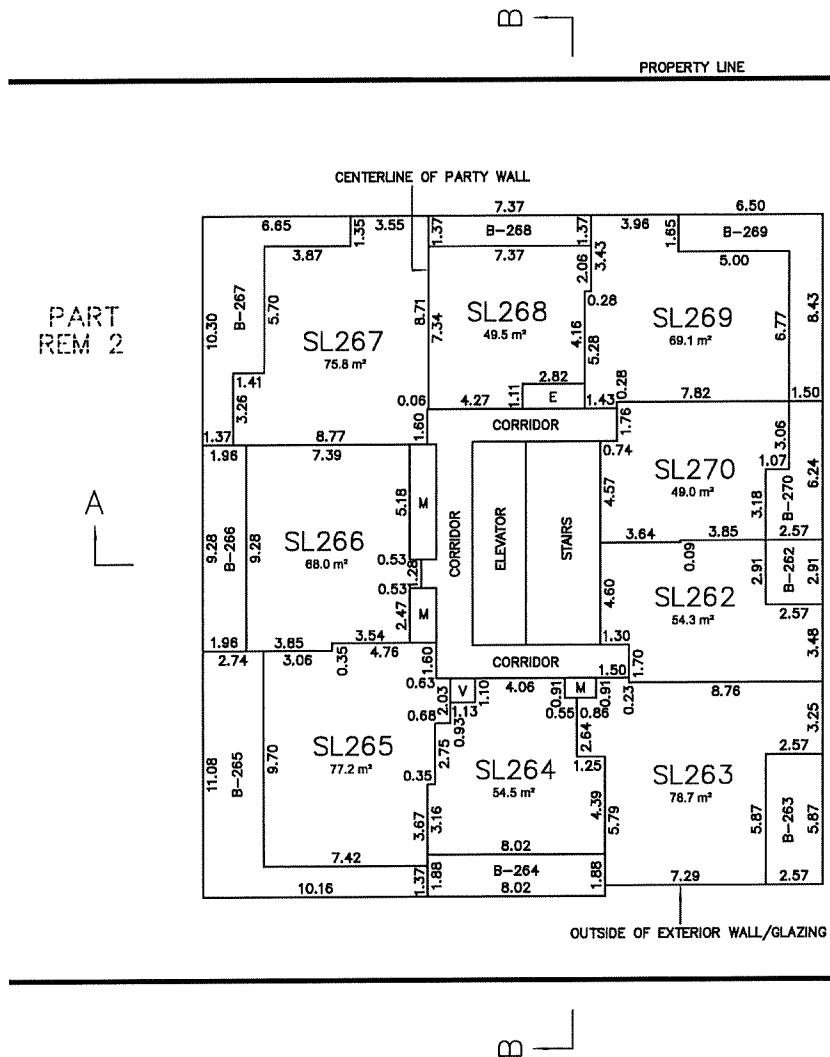 B
PROPERTY LINE
CENTERLINE OF PARTY WALL
7.37
6.50
6.65
3.55
1.35
1.37
B-268
1.37
3.96
1.65
B-269
3.87
7.37
3.43
5.00
2.06
B-267
5.70
10.30
PART
REM 2
8.71
7.34
SL268
49.5 m²
0.28
4.16
5.28
SL269
69.1 m²
6.77
8.43
SL267
75.8 m²
1.41
3.26
2.82
E
1.11
0.06
4.27
1.43
0.28
7.82
1.50
1.37
8.77
1.60
CORRIDOR
1.76
3.06
1.96
7.39
0.74
SL270
49.0 m²
1.07
6.24
A
5.18
M
4.57
3.18
B-270
9.28
B-266
9.28
SL266
68.0 m²
CORRIDOR
ELEVATOR
STAIRS
3.64
3.85
2.57
0.53
1.28
0.09
2.91
B-262
2.91
0.53
2.47
M
4.60
SL262
54.3 m²
2.57
1.96
3.85
3.54
1.30
3.48
2.74
3.06
0.35
4.76
1.60
CORRIDOR
1.50
1.70
0.63
V
1.10
4.06
0.91
M
0.91
0.23
8.76
2.03
1.13
0.55
0.86
0.68
0.93
3.25
2.64
2.57
SL265
77.2 m²
9.70
2.75
11.08
B-265
0.35
SL264
54.5 m²
1.25
SL263
78.7 m²
3.67
3.16
4.39
5.79
5.87
B-263
5.87
8.02
7.42
1.37
1.88
B-264
1.88
7.29
2.57
10.16
8.02
OUTSIDE OF EXTERIOR WALL/GLAZING
B